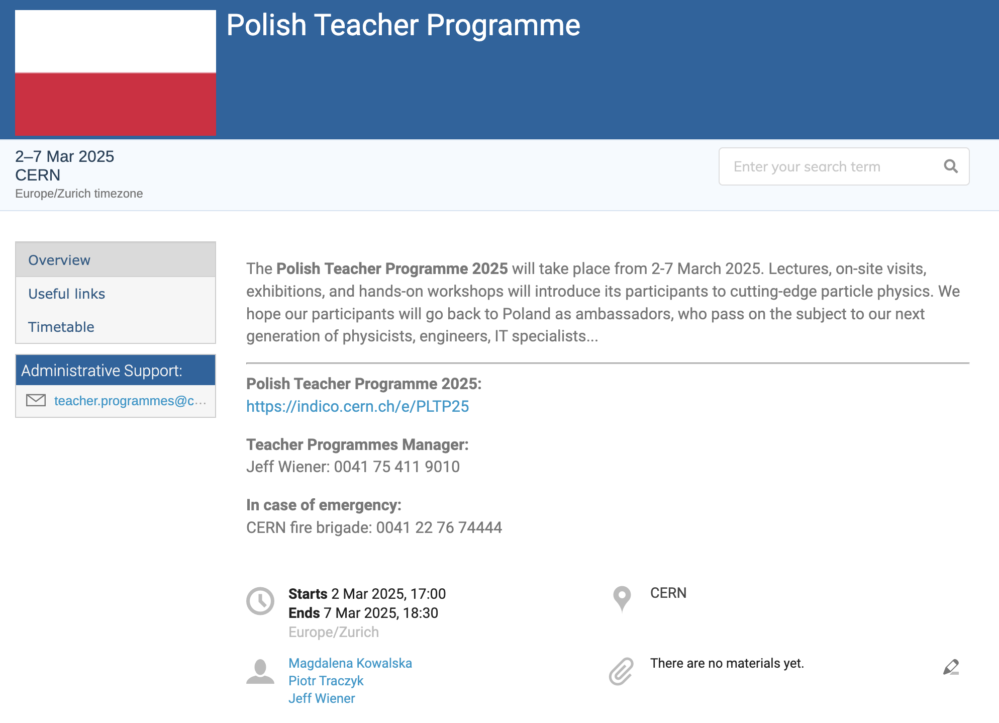 Polish Teacher Programme
2–7 Mar 2025
CERN
Europe/Zurich timezone
Enter your search term
Overview
Useful links
Timetable
Administrative Support:
teacher.programmes@c...
The Polish Teacher Programme 2025 will take place from 2-7 March 2025. Lectures, on-site visits,
exhibitions, and hands-on workshops will introduce its participants to cutting-edge particle physics. We
hope our participants will go back to Poland as ambassadors, who pass on the subject to our next
generation of physicists, engineers, IT specialists...
Polish Teacher Programme 2025:
https://indico.cern.ch/e/PLTP25
Teacher Programmes Manager:
Jeff Wiener: 0041 75 411 9010
In case of emergency:
CERN fire brigade: 0041 22 76 74444
Starts 2 Mar 2025, 17:00
Ends 7 Mar 2025, 18:30
Europe/Zurich
CERN
Magdalena Kowalska
Piotr Traczyk
Jeff Wiener
There are no materials yet.